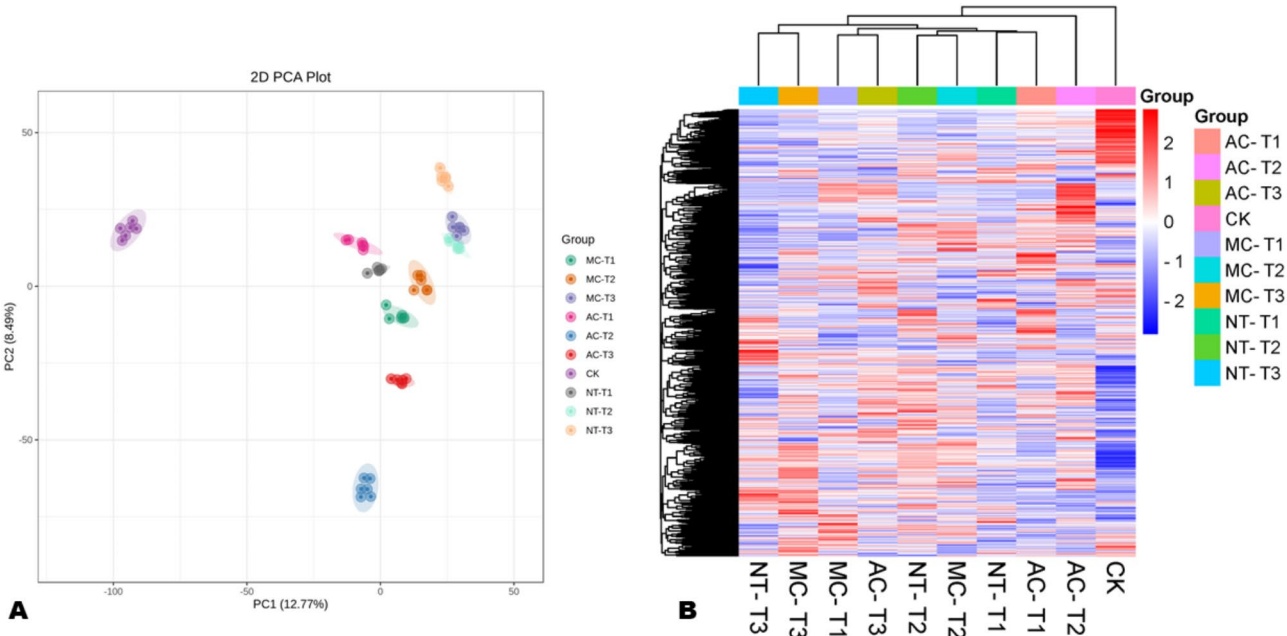 2D PCA Plot
50
0
-50
PC2 (8.49%)
-100
-50
0
50
PC1 (12.77%)
Group
MC-T1
MC-T2
MC-T3
AC-T1
AC-T2
AC-T3
CK
NT-T1
NT-T2
NT-T3
A
Group
2
0
- 1
- 2
Group
AC- T1
AC- T2
AC- T3
CK
MC- T1
MC- T2
MC- T3
NT- T1
NT- T2
NT- T3
NT- T3
MC- T3
MC- T1
AC- T3
NT- T2
MC- T2
NT- T1
AC- T1
AC- T2
CK
B